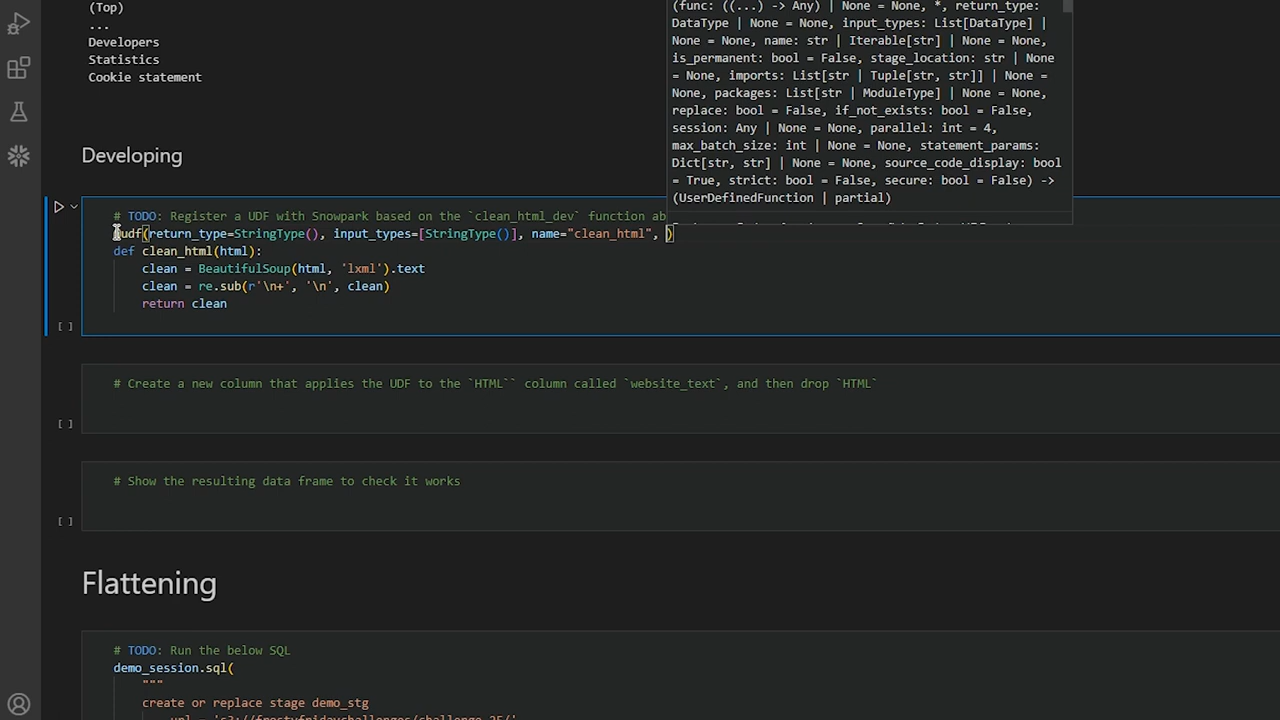 (Top)
...
Developers
Statistics
Cookie statement
(func: ((...) -> Any) | None = None, *, return_type:
DataType | None = None, input_types: List[DataType] |
None = None, name: str | Iterable[str] | None = None,
is_permanent: bool = False, stage_location: str | None
= None, imports: List[str | Tuple[str, str]] | None =
None, packages: List[str | ModuleType] | None = None,
replace: bool = False, if_not_exists: bool = False,
session: Any | None = None, parallel: int = 4,
max_batch_size: int | None = None, statement_params:
Dict[str, str] | None = None, source_code_display: bool
= True, strict: bool = False, secure: bool = False) ->
(UserDefinedFunction | partial)
Developing
# TODO: Register a UDF with Snowpark based on the `clean_html_dev` function ab
udf(return_type=StringType(), input_types=[StringType()], name="clean_html", )
def clean_html(html):
clean = BeautifulSoup(html, 'lxml').text
clean = re.sub(r'\n+', '\n', clean)
return clean
[ ]
# Create a new column that applies the UDF to the `HTML`` column called `website_text`, and then drop `HTML`
[ ]
# Show the resulting data frame to check it works
[ ]
Flattening
# TODO: Run the below SQL
demo_session.sql(
"""
create or replace stage demo_stg
url = 's3://frostyfridaychallenges/challenge_25/'